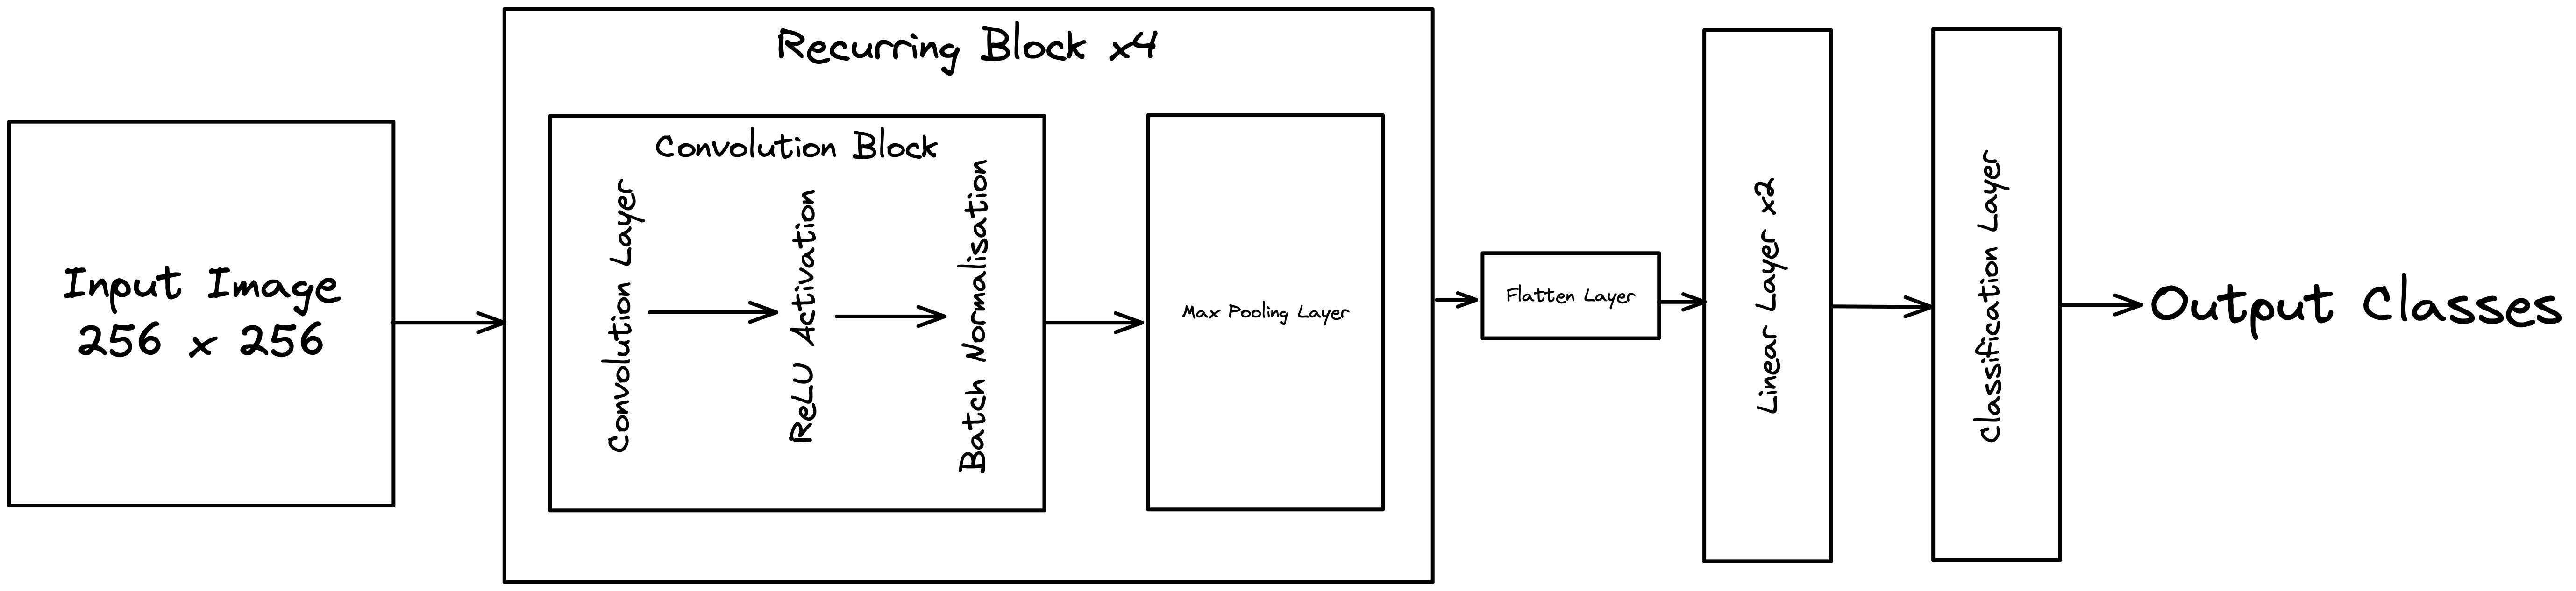 Input Image
256 x 256
Recurring Block x4
Convolution Block
Convolution Layer
ReLU Activation
Batch Normalisation
Max Pooling Layer
Flatten Layer
Linear Layer x2
Classification Layer
Output Classes